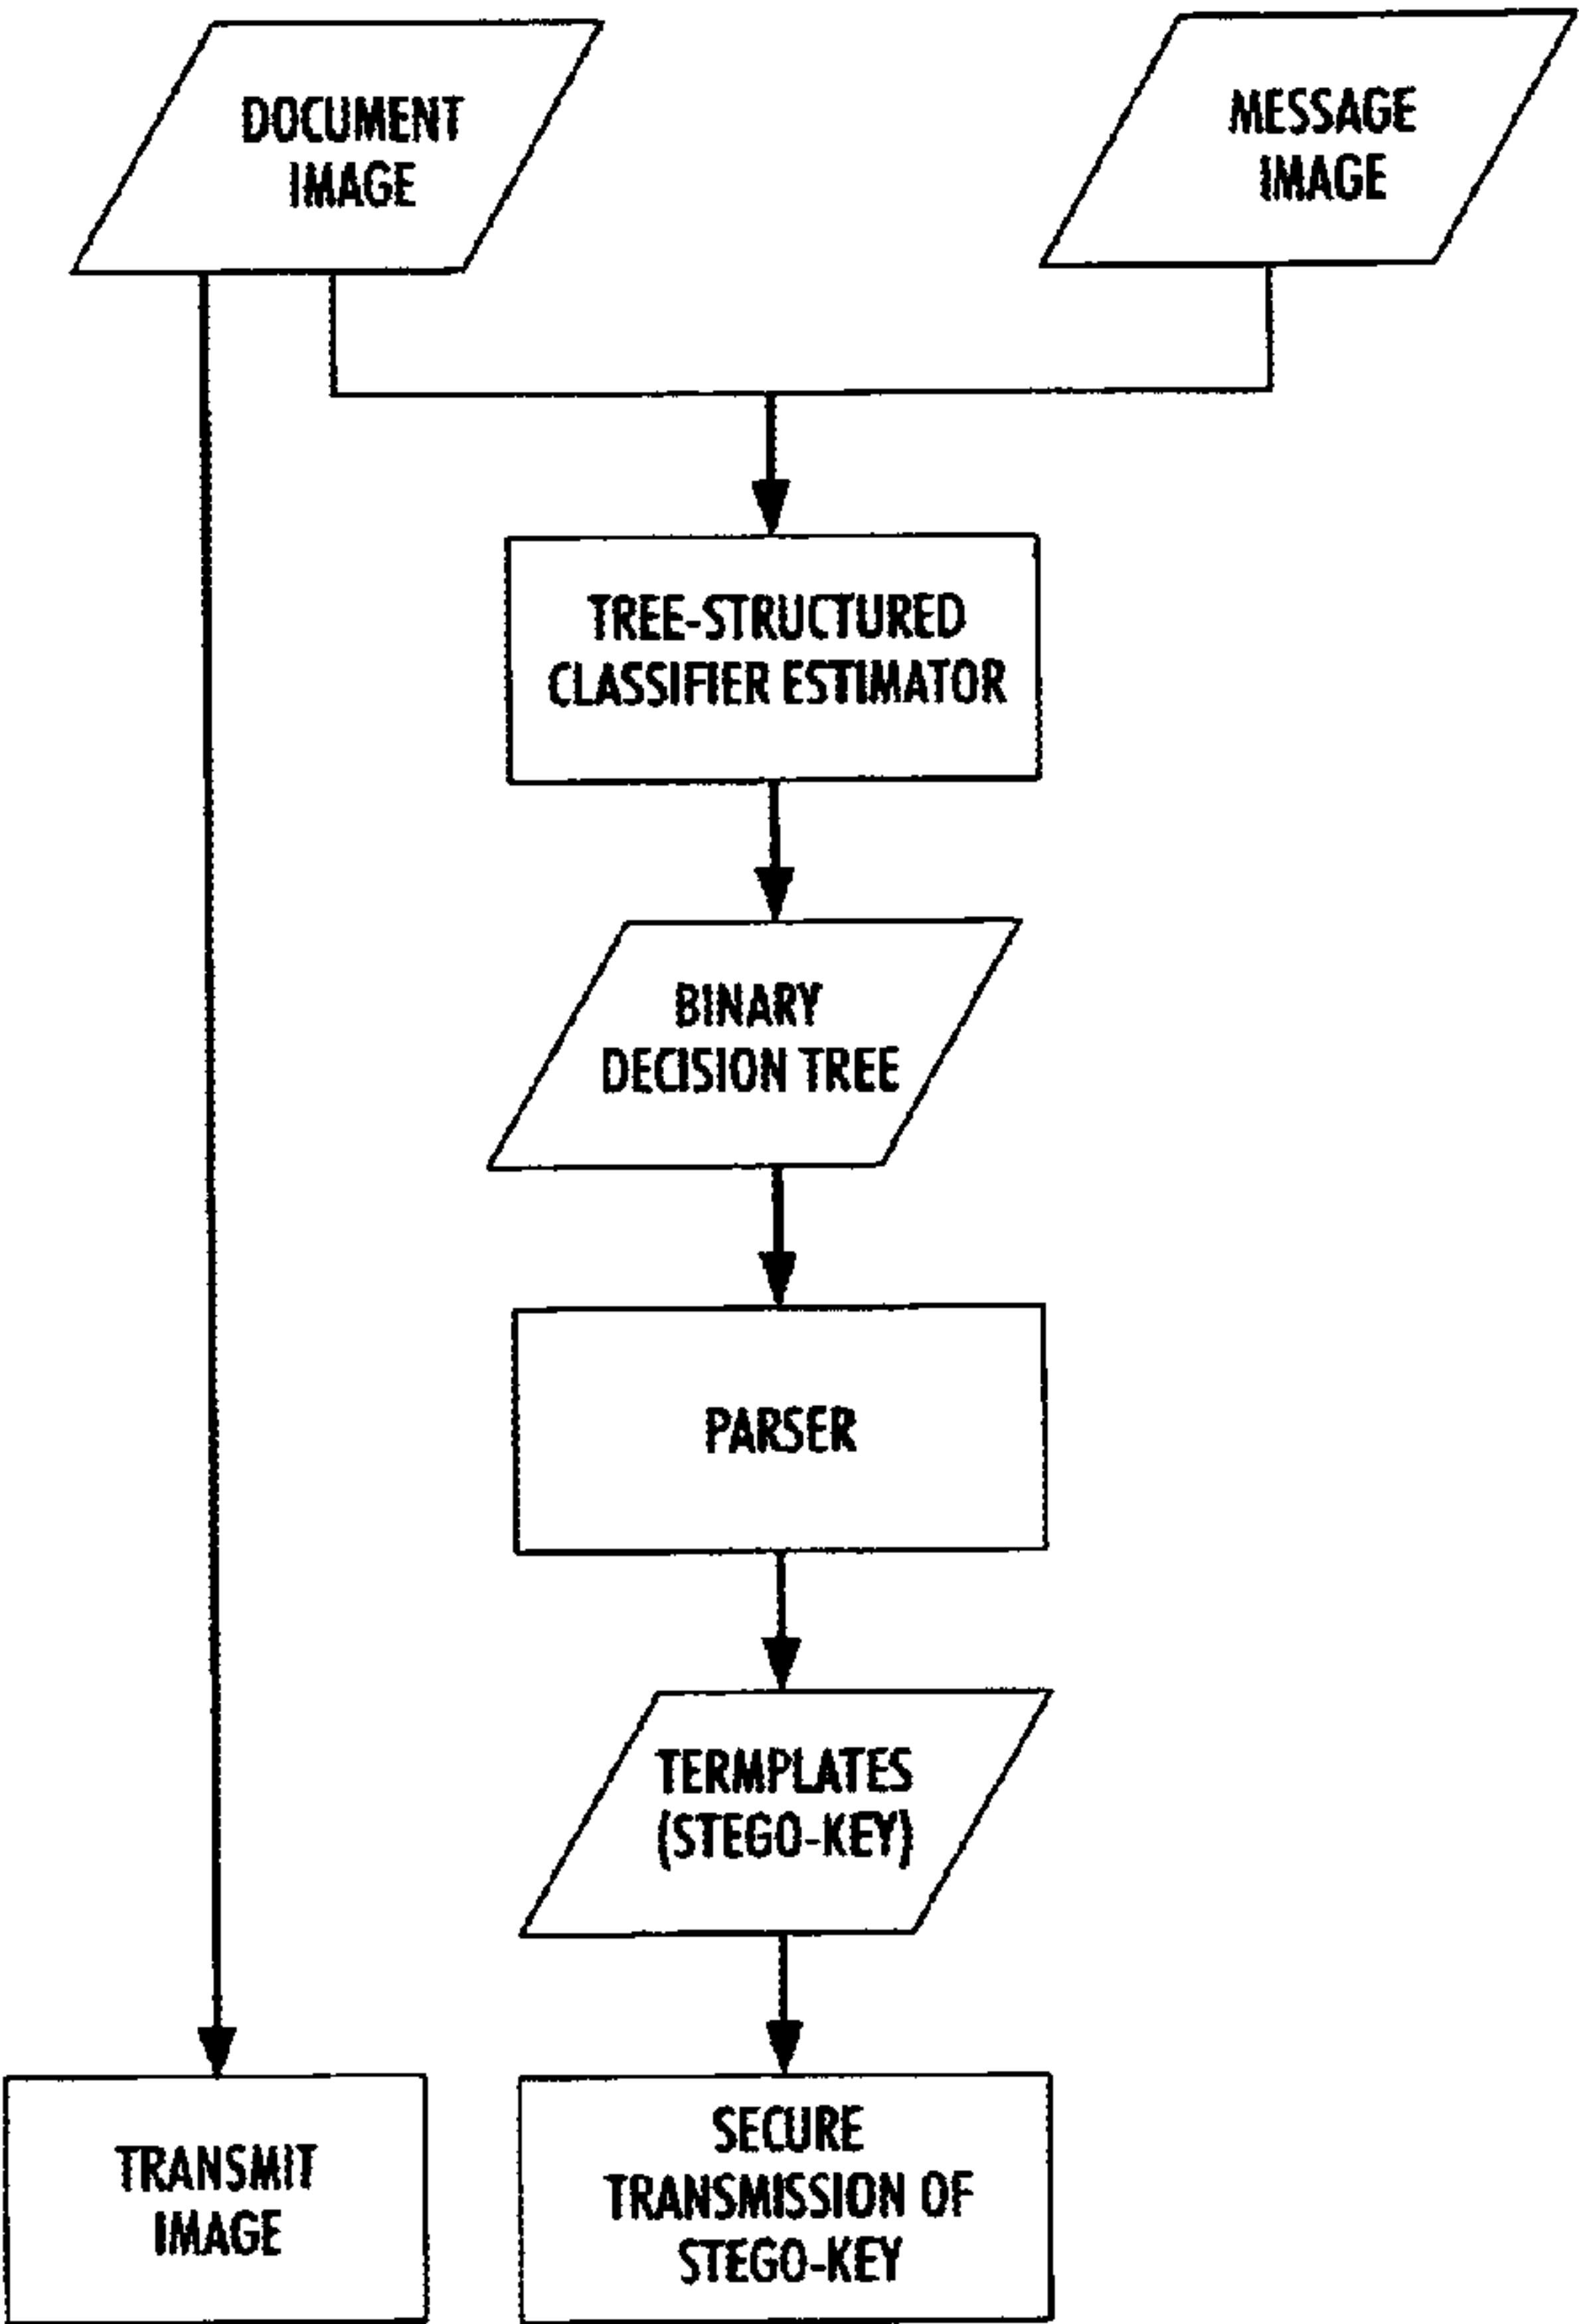 DOCUMENT
IMAGE
MESSAGE
IMAGE
TREE-STRUCTURED
CLASSIFIER ESTIMATOR
BINARY
DECISION TREE
PARSER
TERMPLATES
(STEGO-KEY)
TRANSMIT
IMAGE
SECURE
TRANSMISSION OF
STEGO-KEY